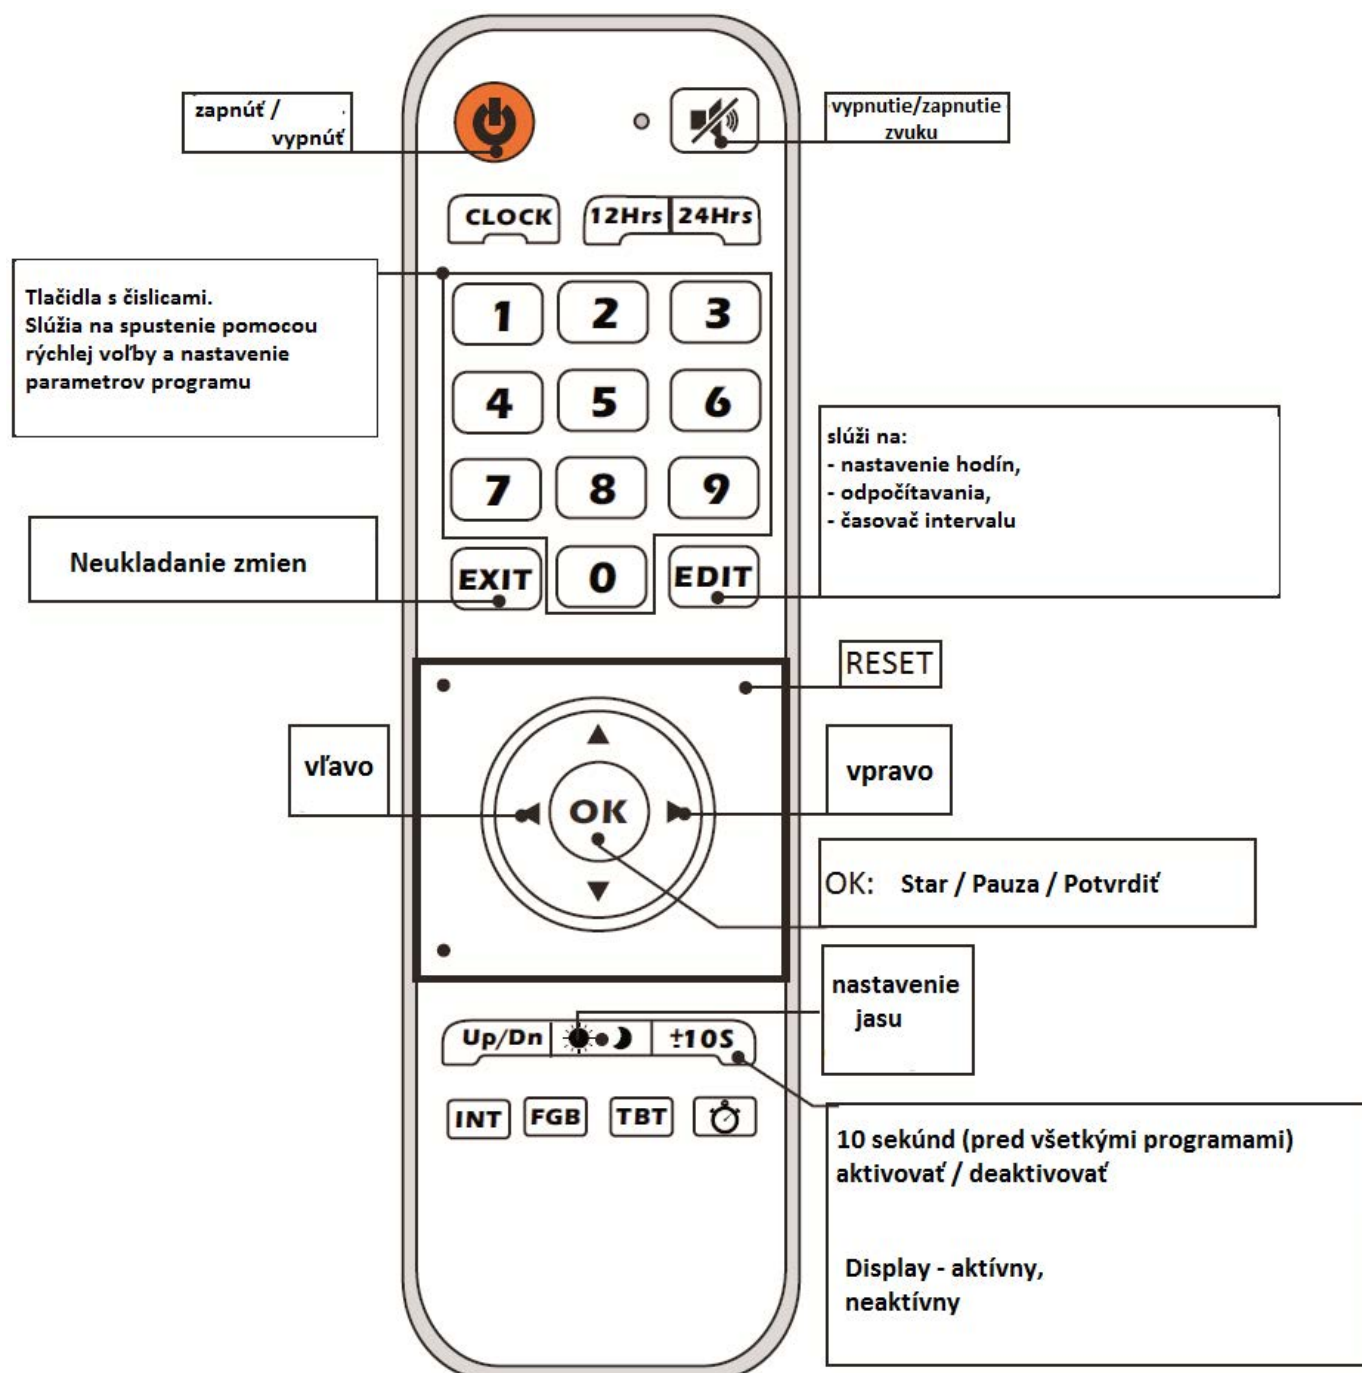 zapnúť /
vypnúť
vypnutie/zapnutie
zvuku
CLOCK
12Hrs 24Hrs
Tlačidla s čislicami.
Slúžia na spustenie pomocou
rýchlej voľby a nastavenie
parametrov programu
1 2 3
4 5 6
7 8 9
EXIT 0 EDIT
slúži na:
- nastavenie hodín,
- odpočítavania,
- časovač intervalu
Neukladanie zmien
RESET
vľavo
OK
vpravo
OK: Star / Pauza / Potvrdiť
nastavenie
jasu
Up/Dn ±10S
INT FGB TBT
10 sekúnd (pred všetkými programami)
aktivovať / deaktivovať
Display - aktívny,
neaktívny